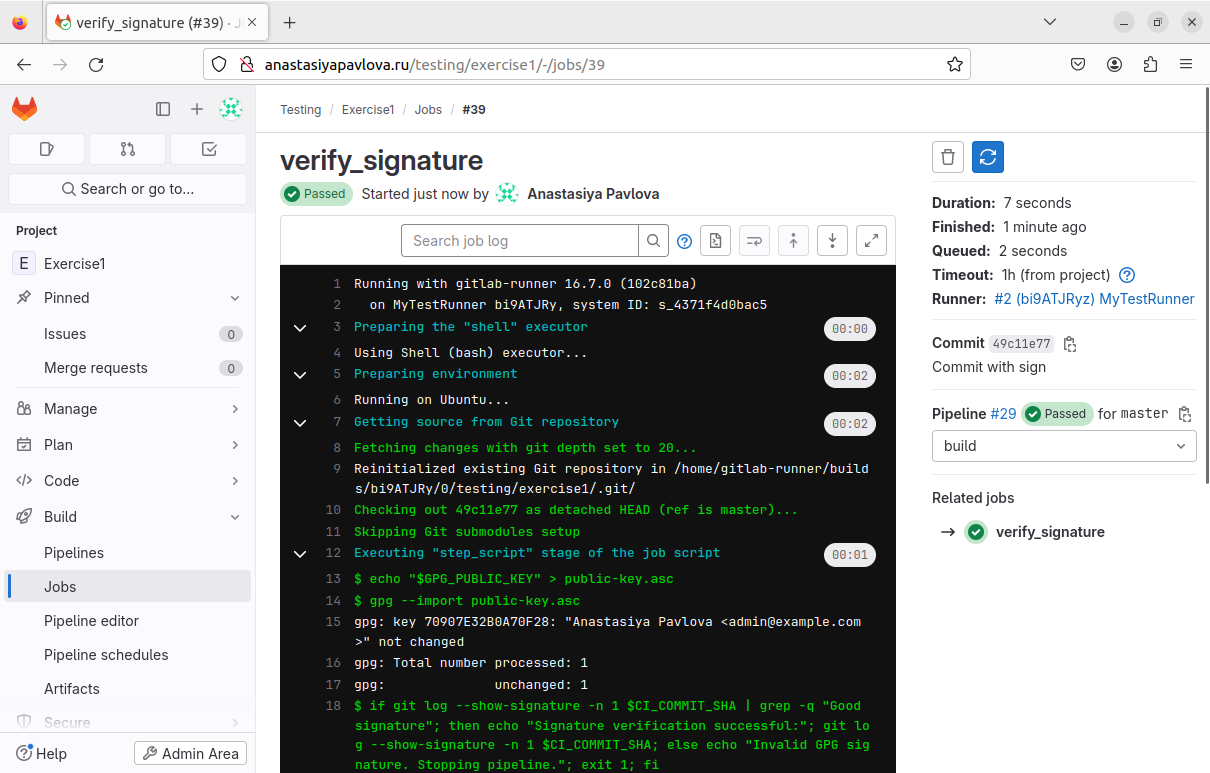 verify_signature (#39) · J
anastasiyapavlova.ru/testing/exercise1/-/jobs/39
Search or go to...
Project
E Exercise1
Pinned
Issues 0
Merge requests 0
Manage
Plan
Code
Build
Pipelines
Jobs
Pipeline editor
Pipeline schedules
Artifacts
Secure
Help
Admin Area
Testing / Exercise1 / Jobs / #39
verify_signature
Passed Started just now by Anastasiya Pavlova
Search job log
1 Running with gitlab-runner 16.7.0 (102c81ba)
2 on MyTestRunner bi9ATJRy, system ID: s_4371f4d0bac5
3 Preparing the "shell" executor 00:00
4 Using Shell (bash) executor...
5 Preparing environment 00:02
6 Running on Ubuntu...
7 Getting source from Git repository 00:02
8 Fetching changes with git depth set to 20...
9 Reinitialized existing Git repository in /home/gitlab-runner/build
s/bi9ATJRy/0/testing/exercise1/.git/
10 Checking out 49c11e77 as detached HEAD (ref is master)...
11 Skipping Git submodules setup
12 Executing "step_script" stage of the job script 00:01
13 $ echo "$GPG_PUBLIC_KEY" > public-key.asc
14 $ gpg --import public-key.asc
15 gpg: key 70907E32B0A70F28: "Anastasiya Pavlova <admin@example.com
>" not changed
16 gpg: Total number processed: 1
17 gpg: unchanged: 1
18 $ if git log --show-signature -n 1 $CI_COMMIT_SHA | grep -q "Good
signature"; then echo "Signature verification successful:"; git lo
g --show-signature -n 1 $CI_COMMIT_SHA; else echo "Invalid GPG sig
nature. Stopping pipeline."; exit 1; fi
Duration: 7 seconds
Finished: 1 minute ago
Queued: 2 seconds
Timeout: 1h (from project)
Runner: #2 (bi9ATJRyz) MyTestRunner
Commit 49c11e77
Commit with sign
Pipeline #29 Passed for master
build
Related jobs
verify_signature